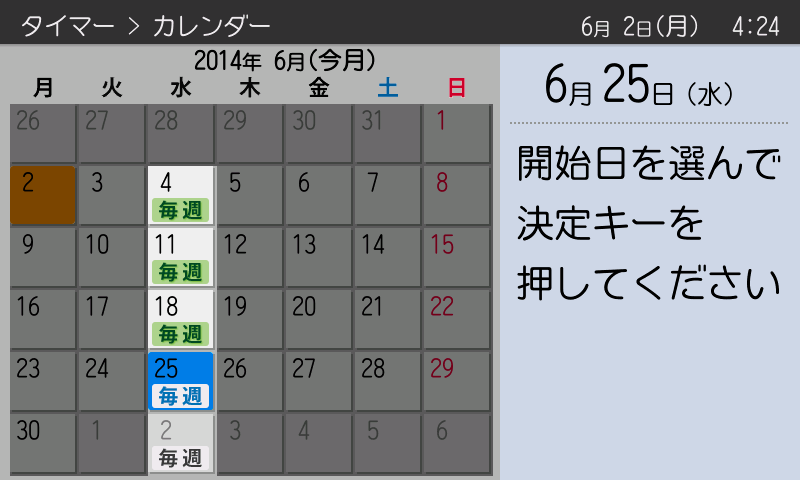 タイマー > カレンダー 6月 2日(月) 4:24
2014年 6月(今月)
月 火 水 木 金 土 日
26 27 28 29 30 31 1
2 3 4 5 6 7 8
毎週
9 10 11 12 13 14 15
毎週
16 17 18 19 20 21 22
毎週
23 24 25 26 27 28 29
毎週
30 1 2 3 4 5 6
毎週
6月 25日 (水)
開始日を選んで
決定キーを
押してください